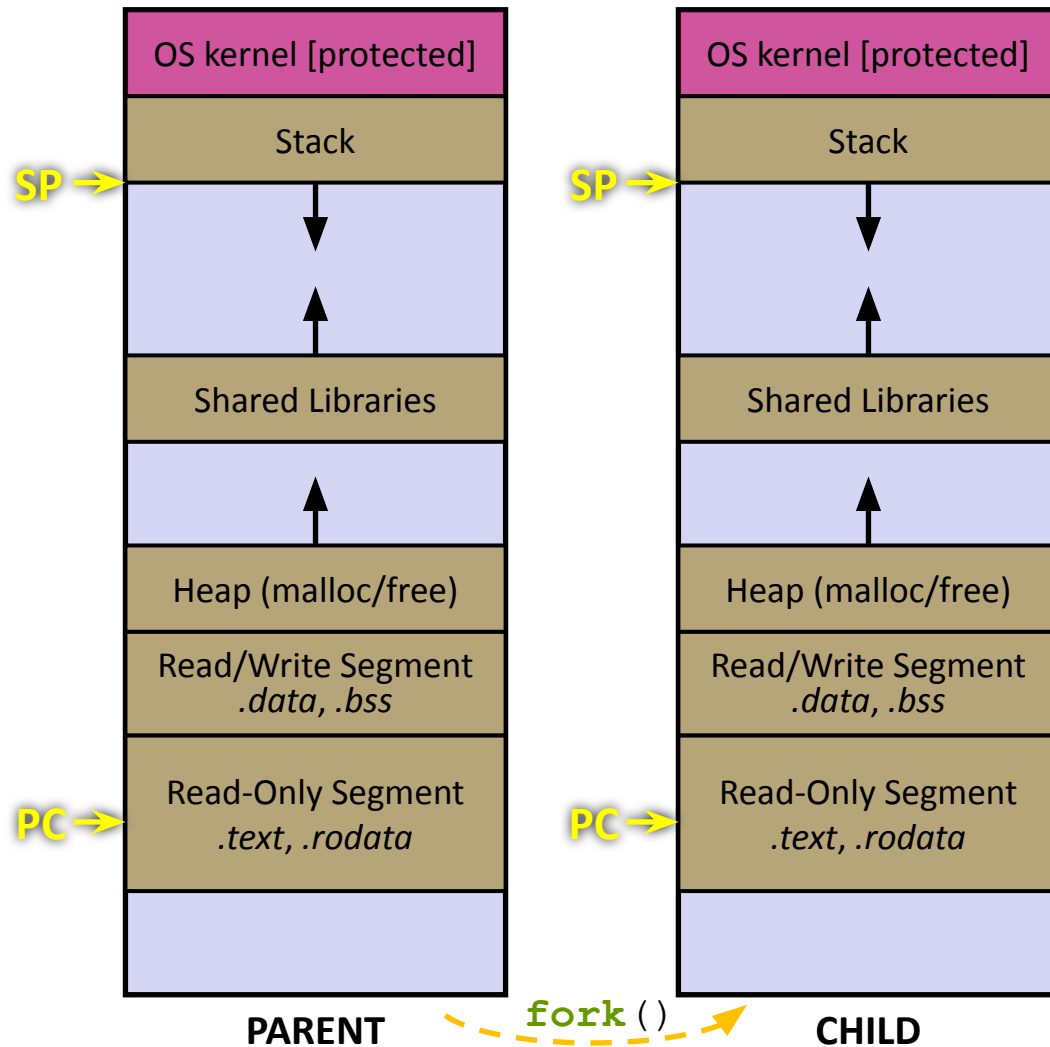 OS kernel [protected]
Stack
SP
Shared Libraries
Heap (malloc/free)
Read/Write Segment
.data, .bss
Read-Only Segment
PC
.text, .rodata
PARENT
fork()
OS kernel [protected]
Stack
SP
Shared Libraries
Heap (malloc/free)
Read/Write Segment
.data, .bss
Read-Only Segment
PC
.text, .rodata
CHILD